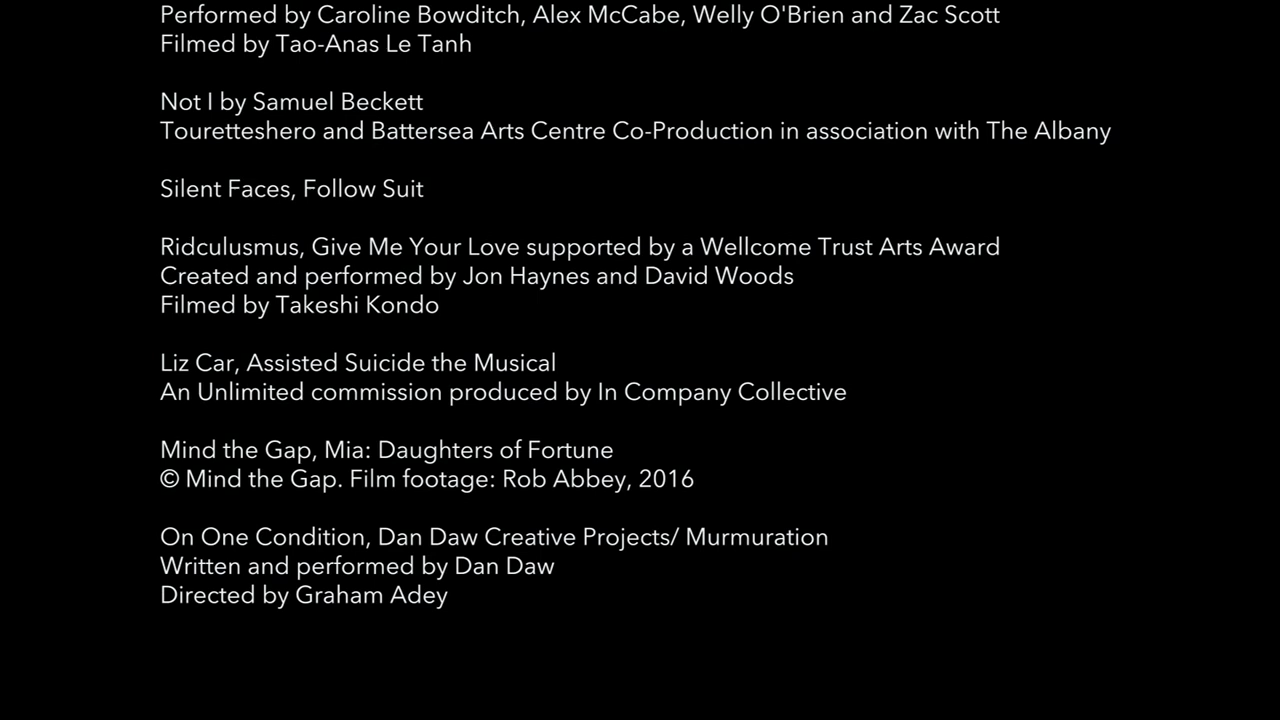 Performed by Caroline Bowditch, Alex McCabe, Welly O'Brien and Zac Scott
Filmed by Tao-Anas Le Tanh
Not I by Samuel Beckett
Touretteshero and Battersea Arts Centre Co-Production in association with The Albany
Silent Faces, Follow Suit
Ridculusmus, Give Me Your Love supported by a Wellcome Trust Arts Award
Created and performed by Jon Haynes and David Woods
Filmed by Takeshi Kondo
Liz Car, Assisted Suicide the Musical
An Unlimited commission produced by In Company Collective
Mind the Gap, Mia: Daughters of Fortune
© Mind the Gap. Film footage: Rob Abbey, 2016
On One Condition, Dan Daw Creative Projects/ Murmuration
Written and performed by Dan Daw
Directed by Graham Adey